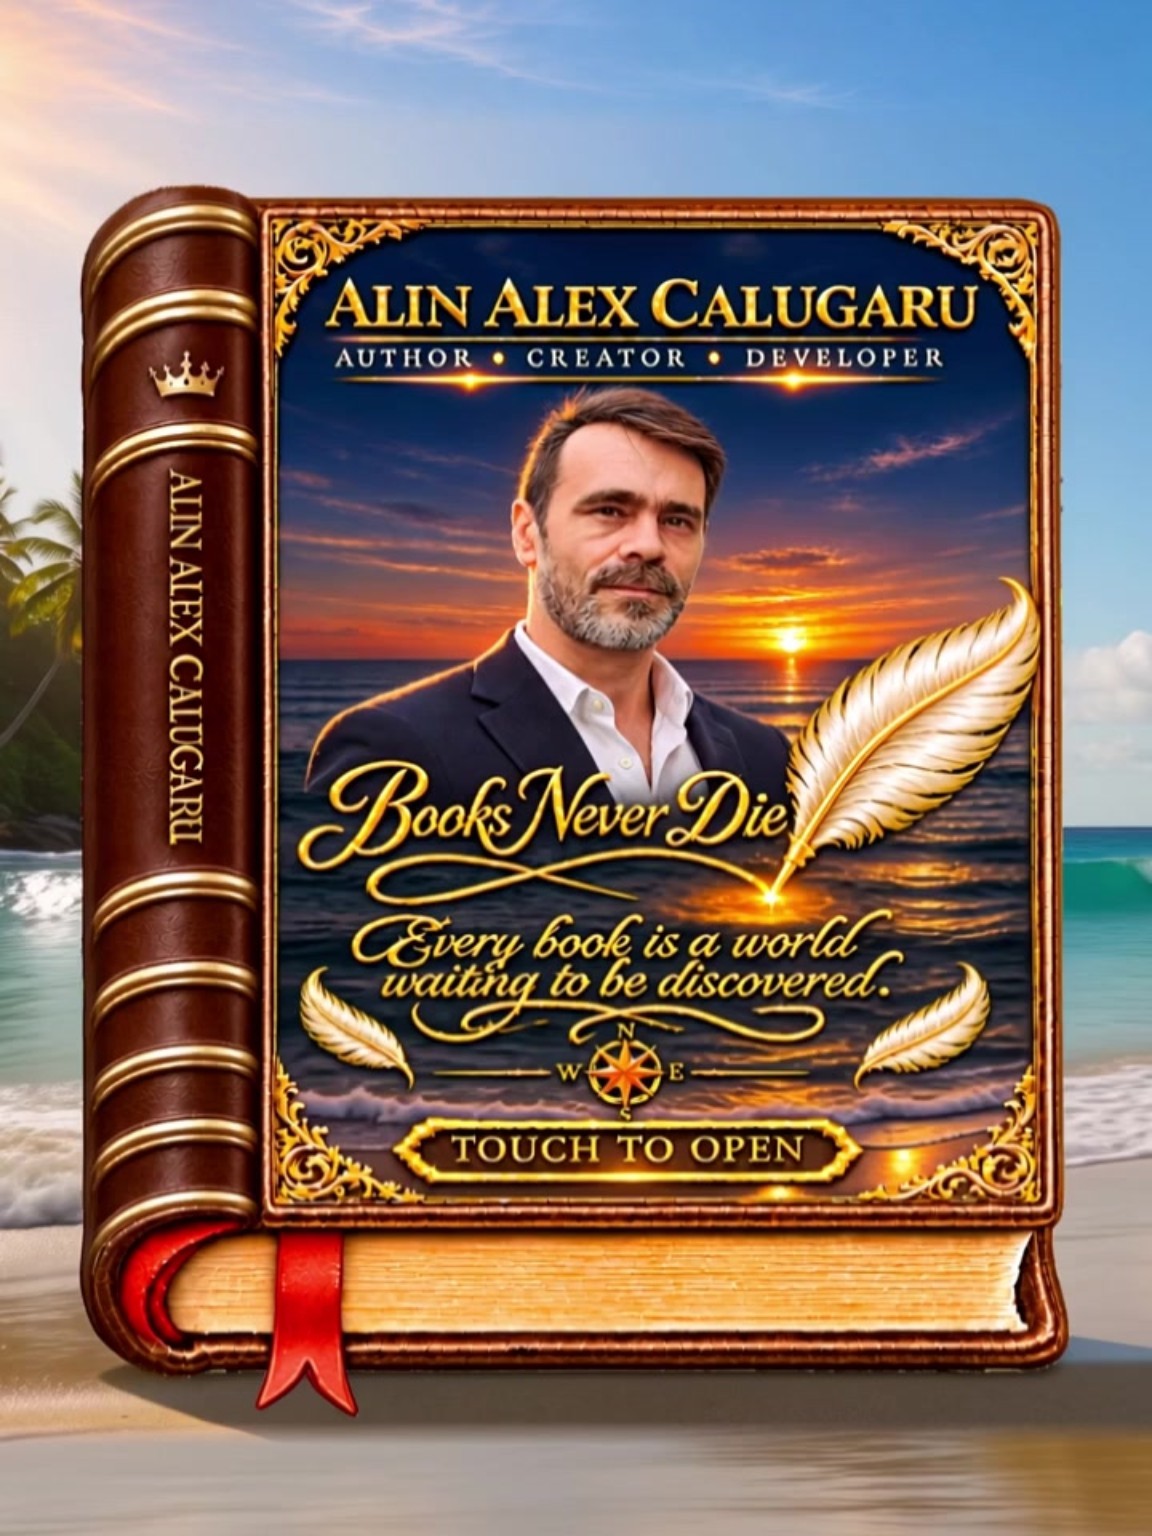 ALIN ALEX CALUGARU
AUTHOR • CREATOR • DEVELOPER
ALIN ALEX CALUGARU
Books Never Die
Every book is a world
waiting to be discovered.
N
W E
S
TOUCH TO OPEN